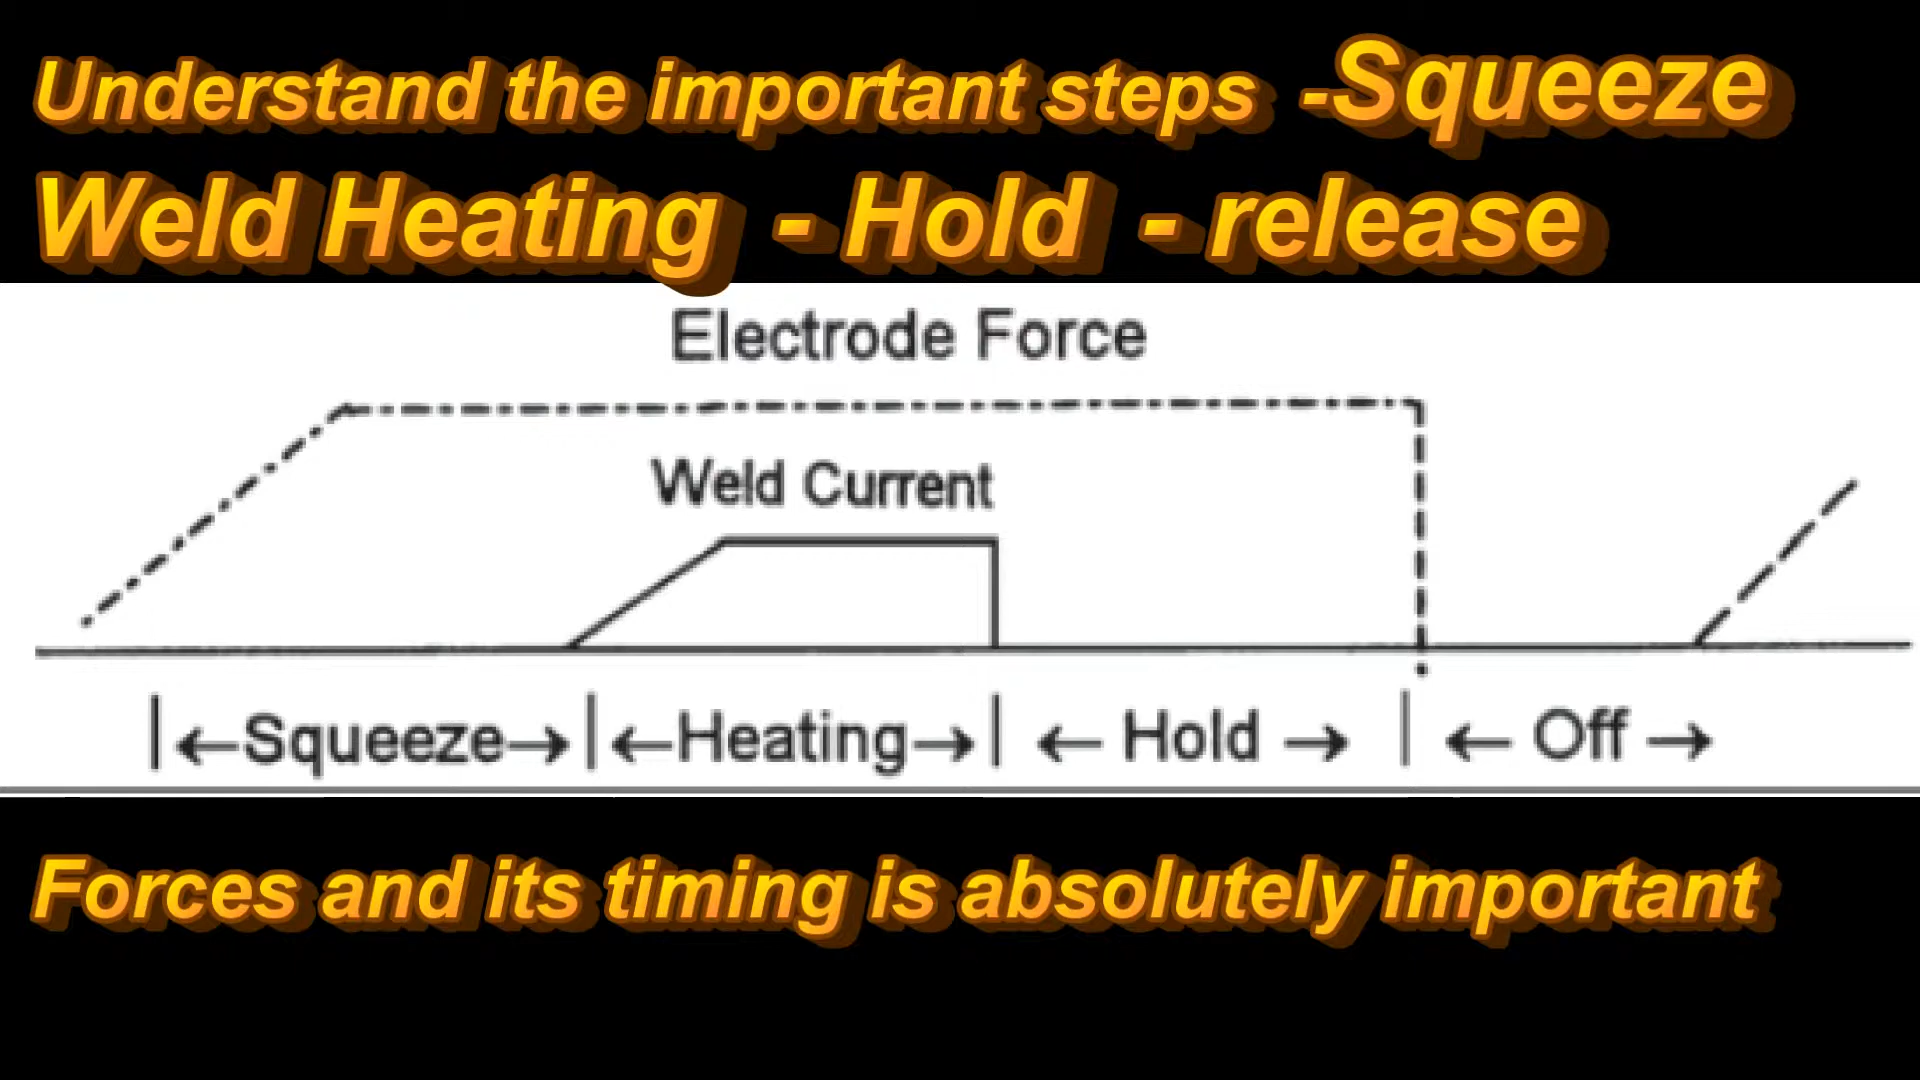 Understand the important steps -Squeeze
Weld Heating - Hold - release
Electrode Force
Weld Current
|←Squeeze→|←Heating→| ← Hold → | ← Off →
Forces and its timing is absolutely important